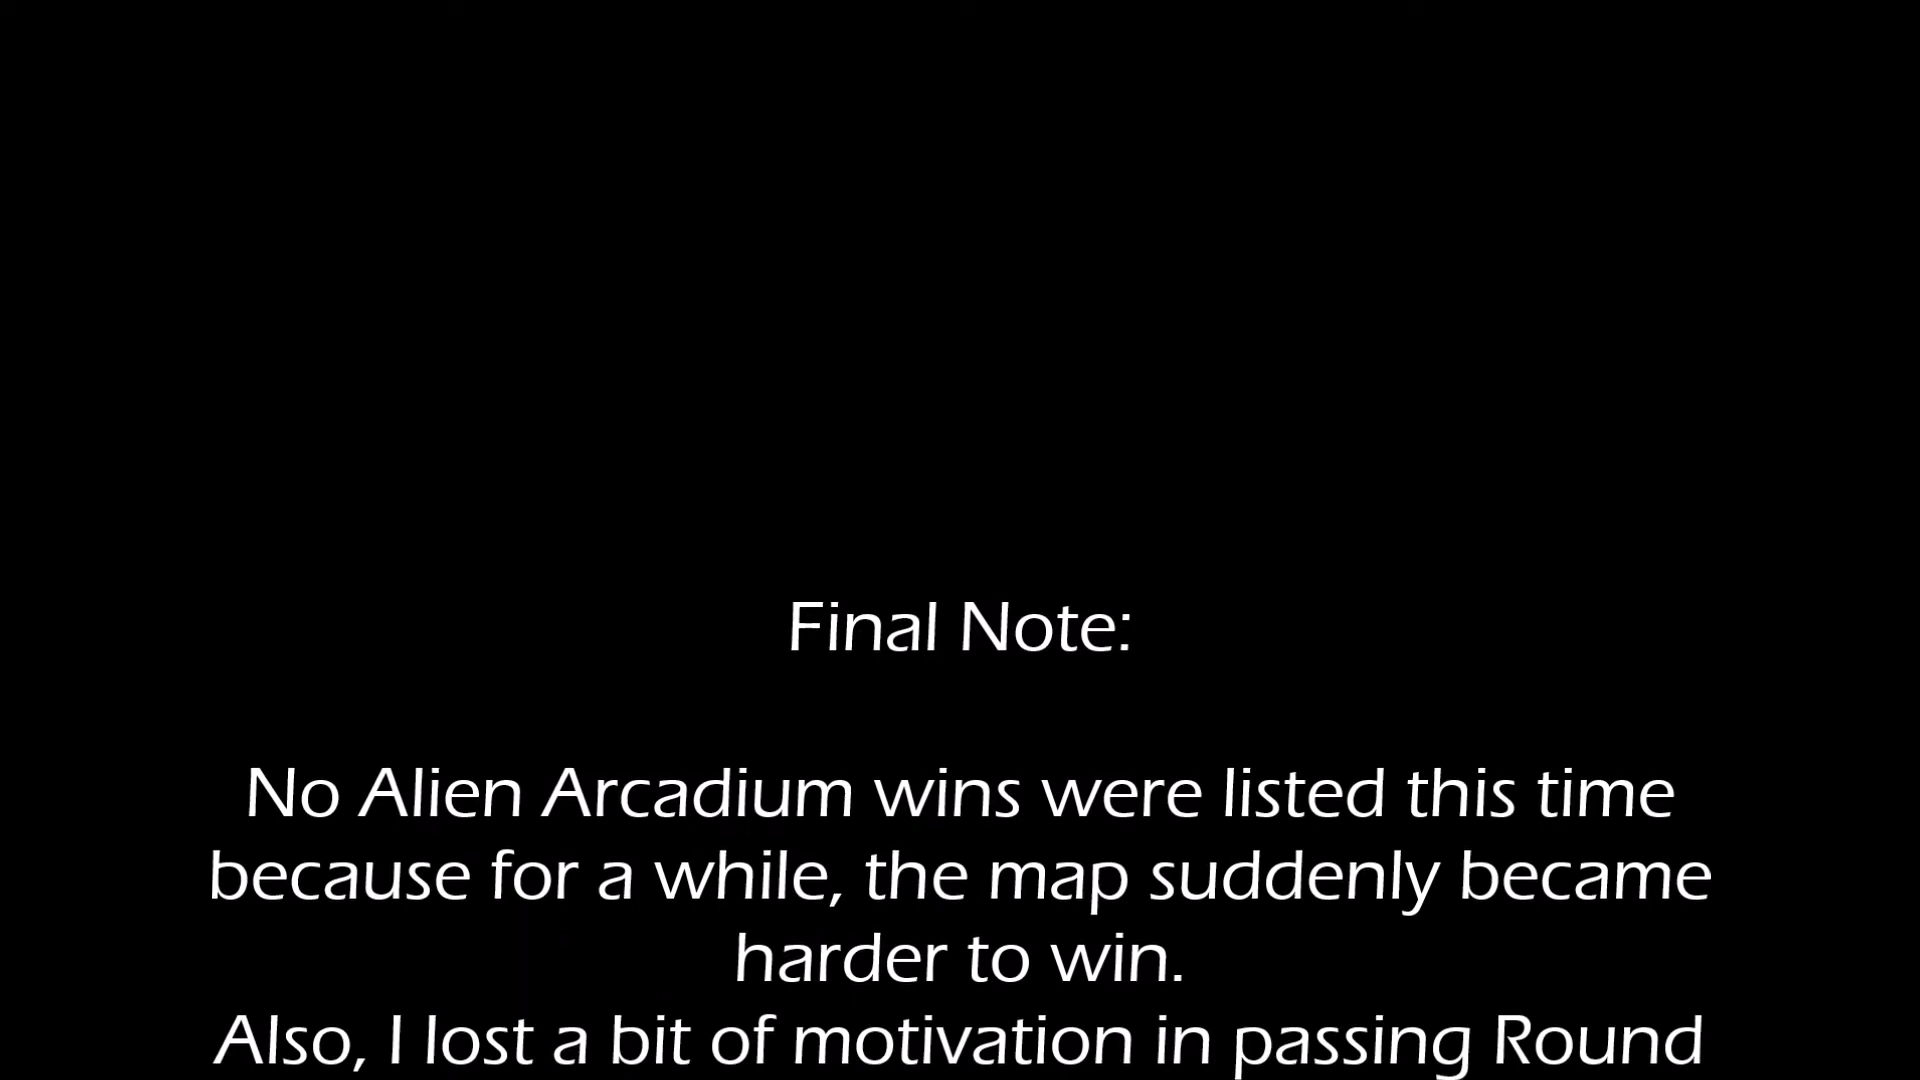 Final Note:
No Alien Arcadium wins were listed this time
because for a while, the map suddenly became
harder to win.
Also, I lost a bit of motivation in passing Round